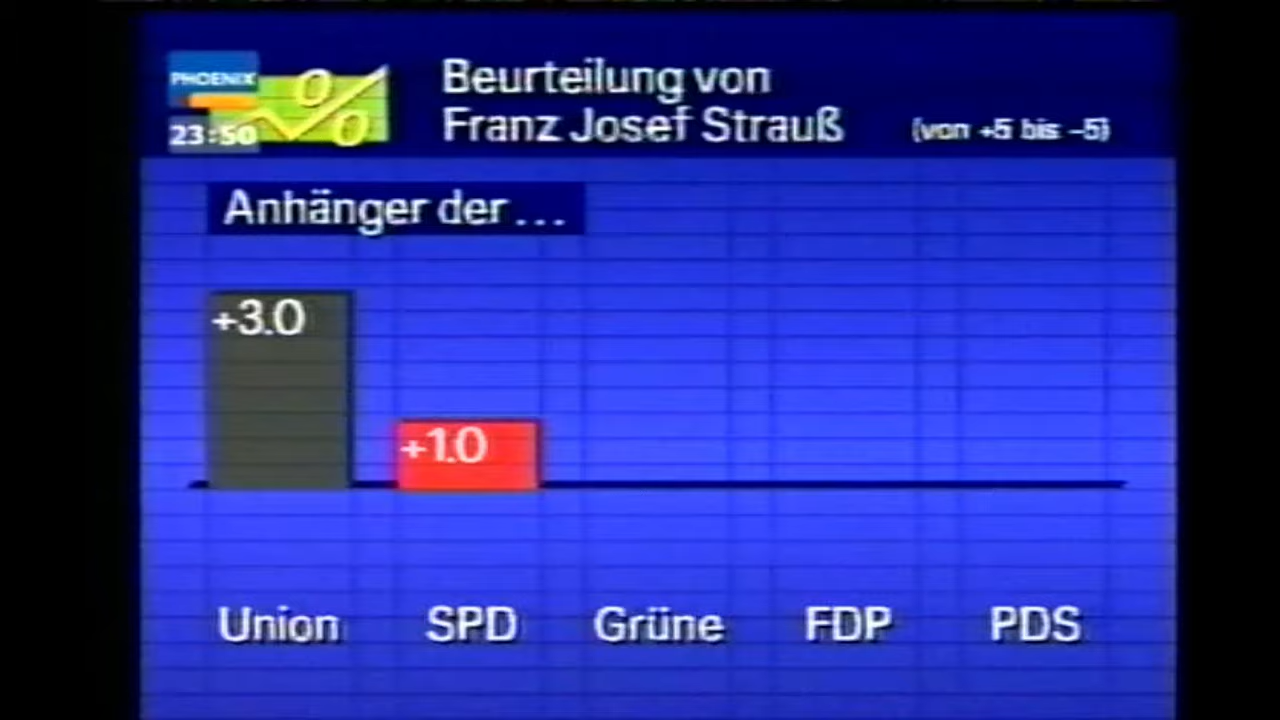 PHOENIX
23:50
%
Beurteilung von
Franz Josef Strauß
(von +5 bis -5)
Anhänger der ...
+3.0
+1.0
Union SPD Grüne FDP PDS